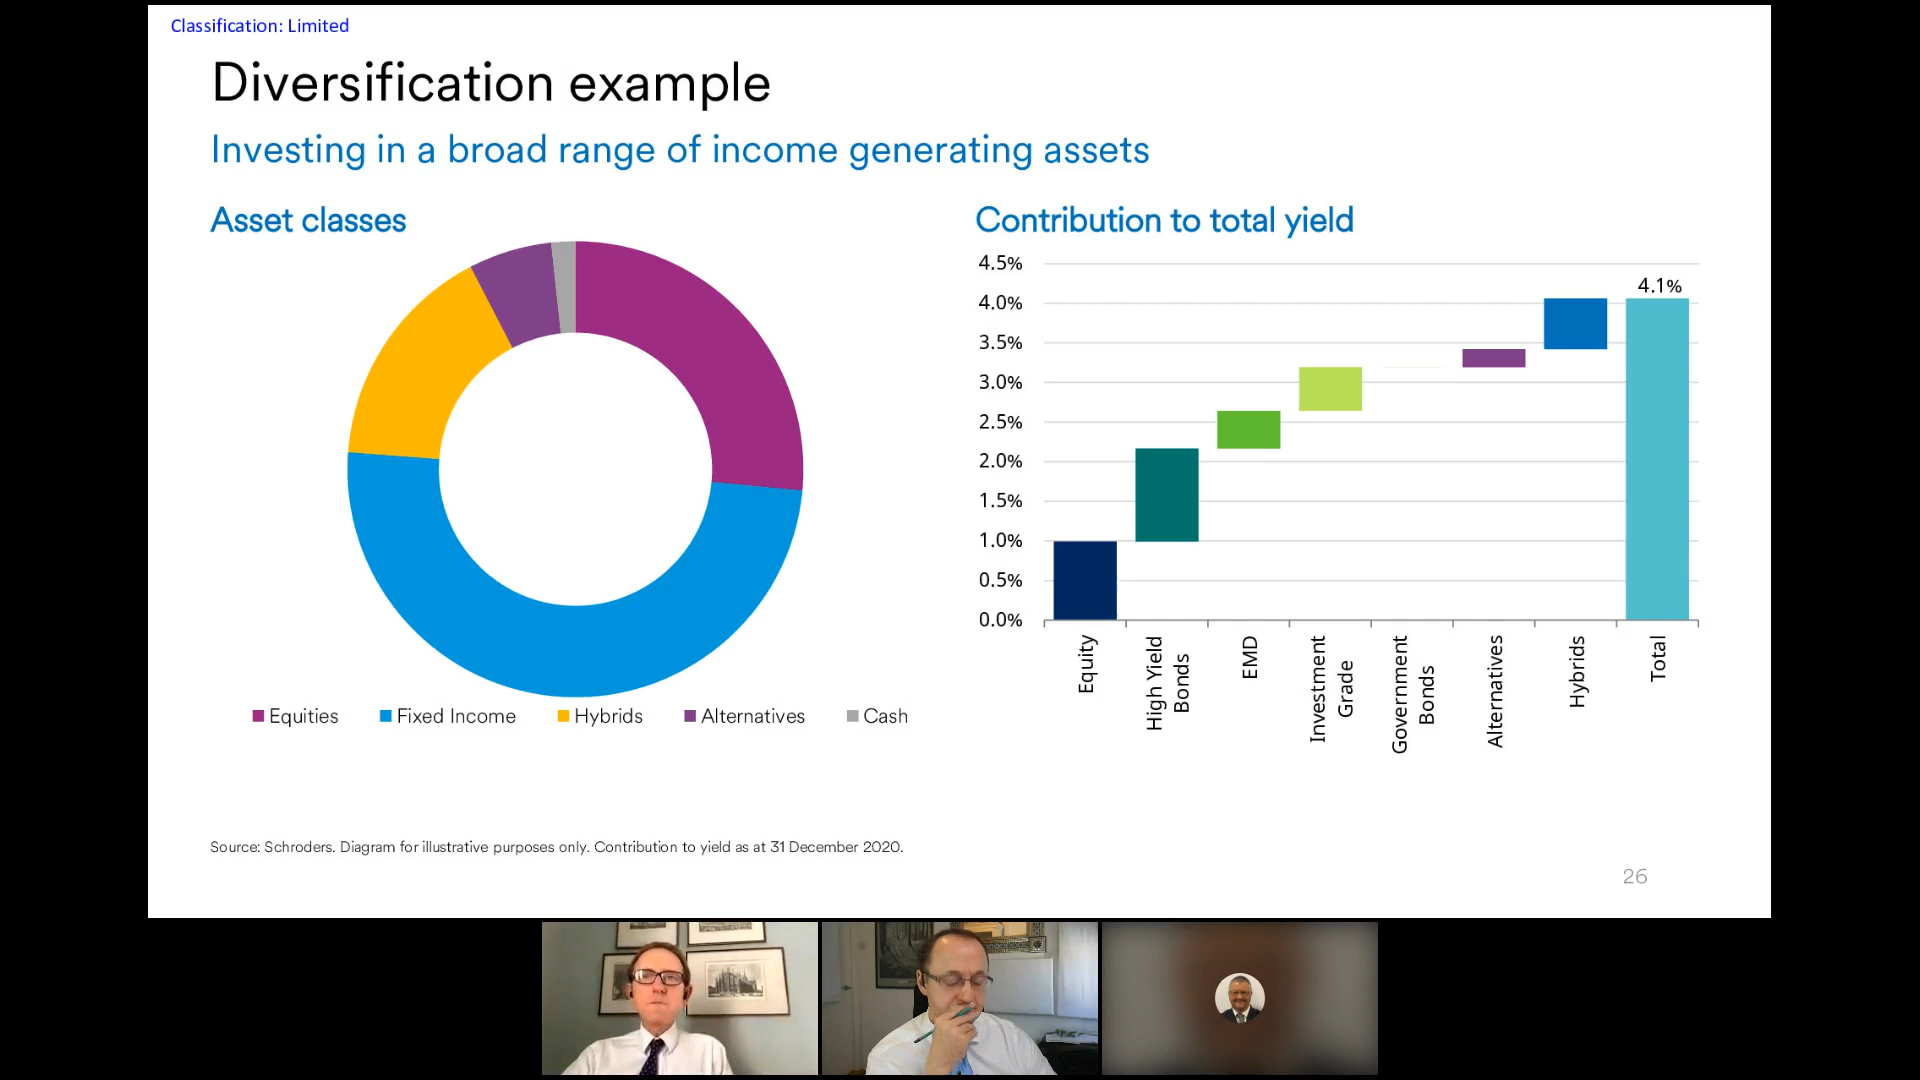 Classification: Limited
Diversification example
Investing in a broad range of income generating assets
Asset classes
Equities
Fixed Income
Hybrids
Alternatives
Cash
Contribution to total yield
4.5%
4.0%
3.5%
3.0%
2.5%
2.0%
1.5%
1.0%
0.5%
0.0%
4.1%
Equity
High Yield
Bonds
EMD
Investment
Grade
Government
Bonds
Alternatives
Hybrids
Total
Source: Schroders. Diagram for illustrative purposes only. Contribution to yield as at 31 December 2020.
26